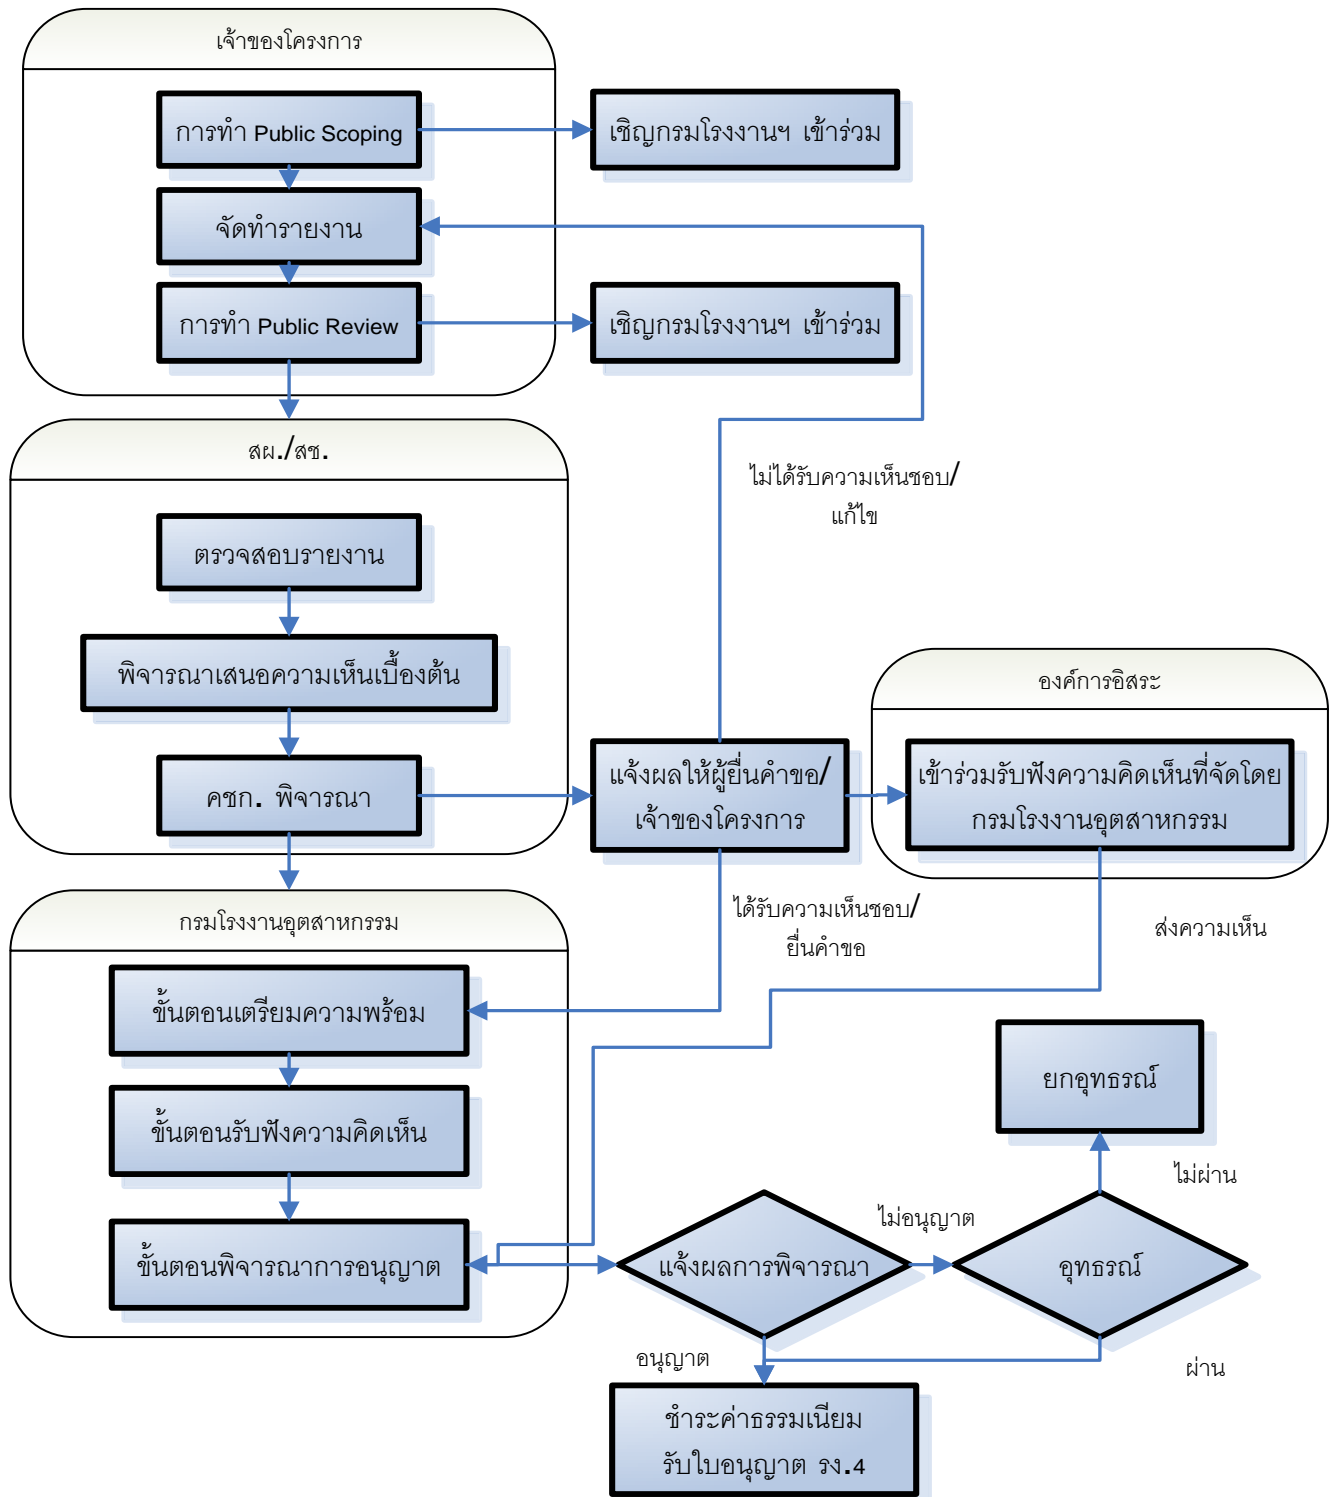 เจ้าของโครงการ
การทำ Public Scoping
เชิญกรมโรงงานฯ เข้าร่วม
จัดทำรายงาน
การทำ Public Review
เชิญกรมโรงงานฯ เข้าร่วม
สผ./สช.
ไม่ได้รับความเห็นชอบ/
แก้ไข
ตรวจสอบรายงาน
พิจารณาเสนอความเห็นเบื้องต้น
องค์การอิสระ
คชก. พิจารณา
แจ้งผลให้ผู้ยื่นคำขอ/
เจ้าของโครงการ
เข้าร่วมรับฟังความคิดเห็นที่จัดโดย
กรมโรงงานอุตสาหกรรม
กรมโรงงานอุตสาหกรรม
ได้รับความเห็นชอบ/
ยื่นคำขอ
ส่งความเห็น
ขั้นตอนเตรียมความพร้อม
ยกอุทธรณ์
ขั้นตอนรับฟังความคิดเห็น
ไม่ผ่าน
ไม่อนุญาต
ขั้นตอนพิจารณาการอนุญาต
แจ้งผลการพิจารณา
อุทธรณ์
อนุญาต
ผ่าน
ชำระค่าธรรมเนียม
รับใบอนุญาต รง.4